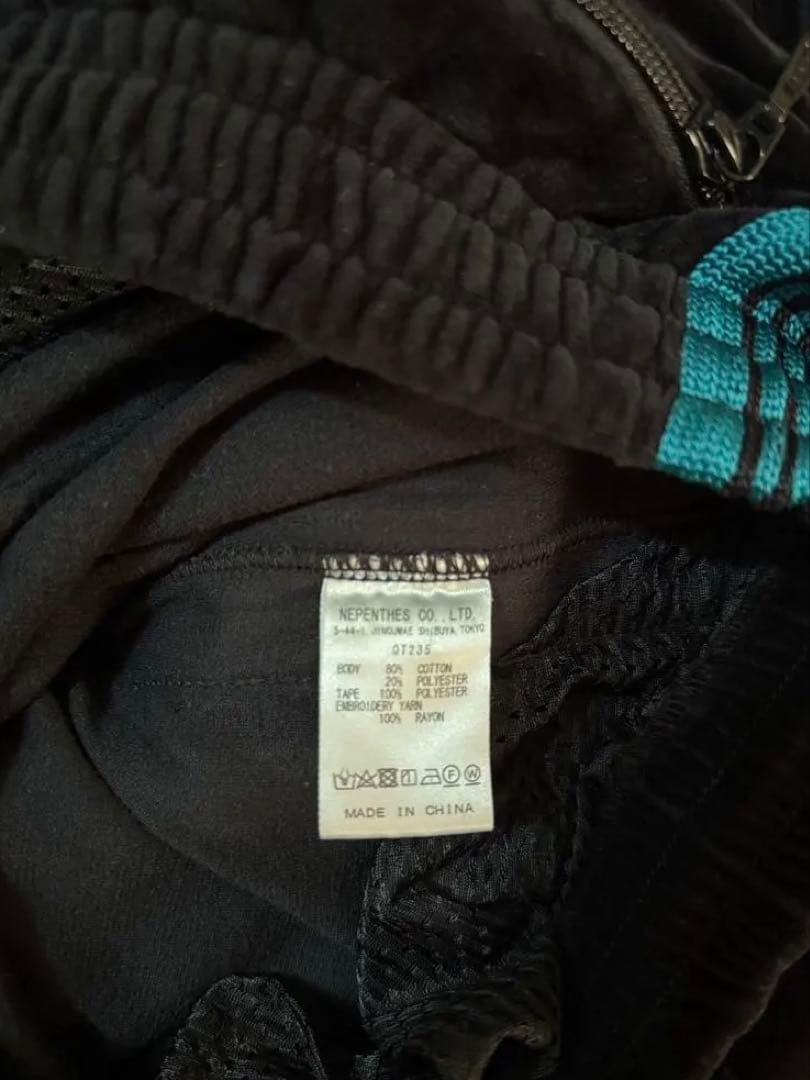 NEPENTHES CO.,LTD.
5-44-1, JINGUMAE SHIBUYA TOKYO
OT235
BODY 80% COTTON
20% POLYESTER
TAPE 100% POLYESTER
EMBROIDERY YARN
100% RAYON
F W
MADE IN CHINA